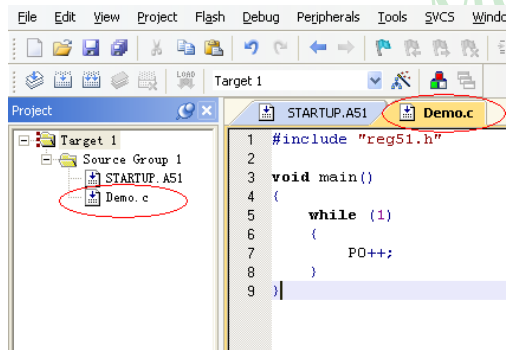 File Edit View Project Flash Debug Peripherals Tools SVCS Windo
LOAD Target 1
Project
STARTUP.A51 Demo.c
Target 1
Source Group 1
STARTUP.A51
Demo.c
1 #include "reg51.h"
2
3 void main()
4 {
5 while (1)
6 {
7 P0++;
8 }
9 }